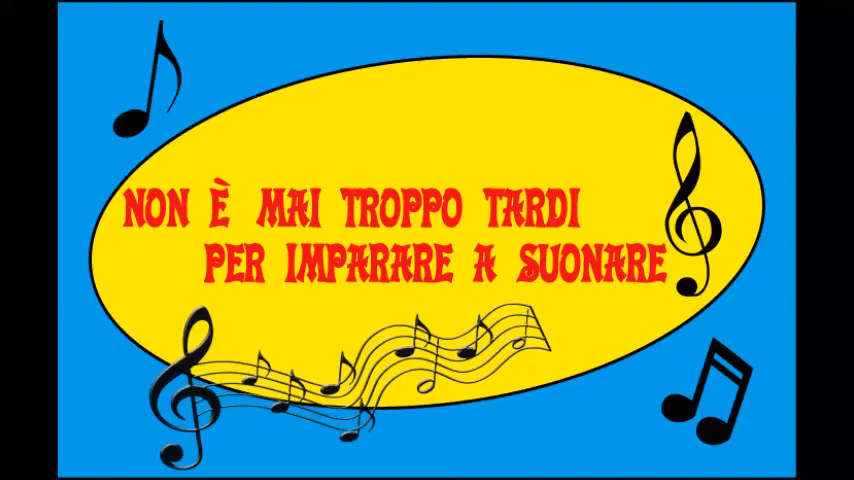 NON È MAI TROPPO TARDI
PER IMPARARE A SUONARE